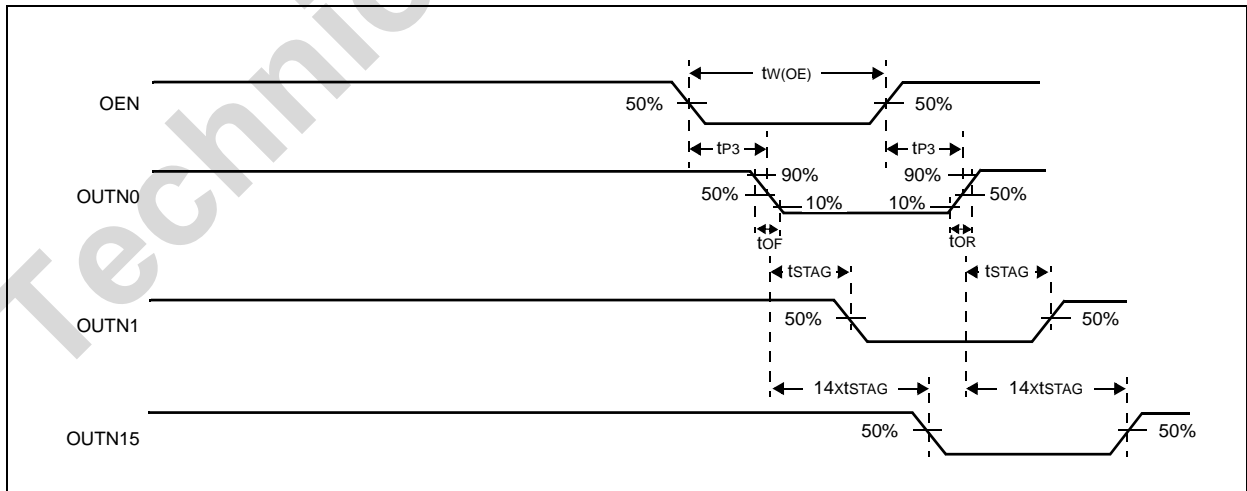 Technic
tW(OE)
OEN
50%
50%
tP3
tP3
90%
90%
OUTN0
50%
50%
10%
10%
tOF
tOR
tSTAG
tSTAG
OUTN1
50%
50%
14XtSTAG
14XtSTAG
OUTN15
50%
50%